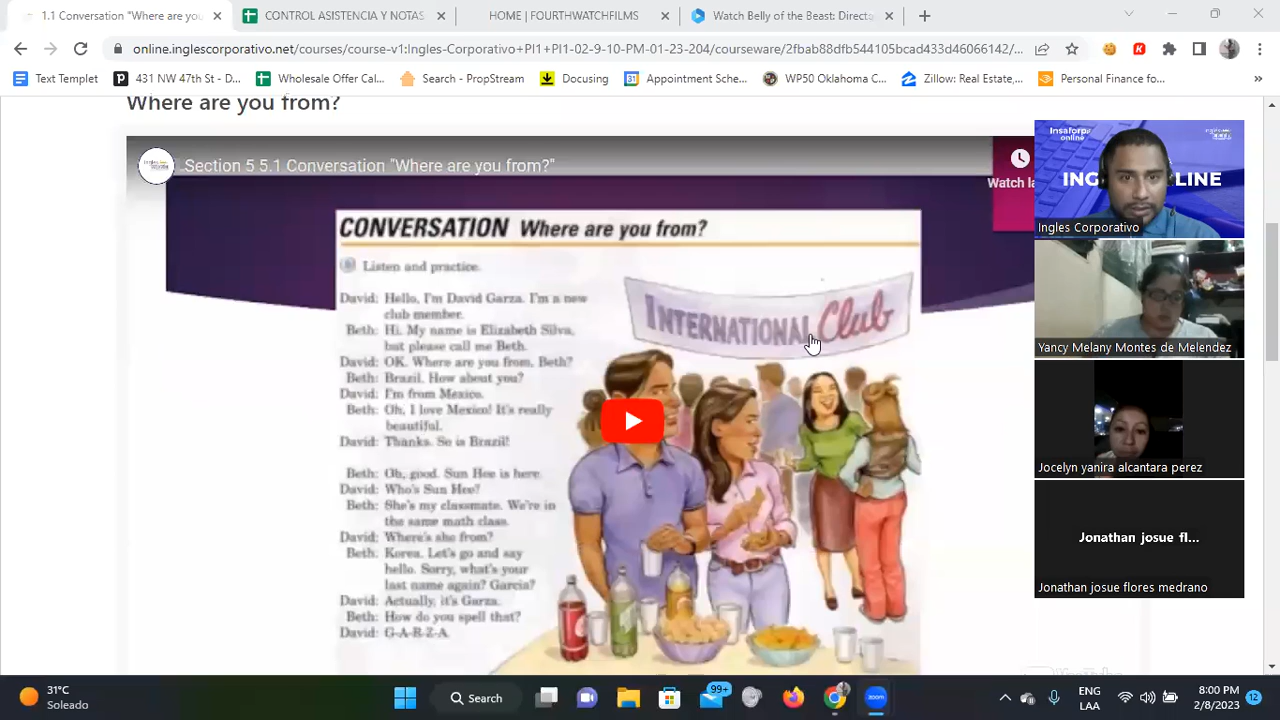 1.1 Conversation "Where are you
CONTROL ASISTENCIA Y NOTAS
HOME | FOURTHWATCHFILMS
Watch Belly of the Beast: Direct
online.inglescorporativo.net/courses/course-v1:Ingles-Corporativo+PI1+PI1-02-9-10-PM-01-23-204/courseware/2fbab68dfb544105bcad433d46066142/...
Text Templet
431 NW 47th St - D...
Wholesale Offer Cal...
Search - PropStream
Docusing
Appointment Sche...
WP50 Oklahoma C...
Zillow: Real Estate,...
Personal Finance fo...
»
Where are you from?
Section 5 5.1 Conversation "Where are you from?"
Watch la
CONVERSATION Where are you from?
Listen and practice.
David: Hello, I'm David Garza. I'm a new
club member.
Beth: Hi. My name is Elizabeth Silva,
but please call me Beth.
David: OK. Where are you from, Beth?
Beth: Brazil. How about you?
David: I'm from Mexico.
Beth: Oh, I love Mexico! It's really
beautiful.
David: Thanks. So is Brazil!
Beth: Oh, good. Sun Hee is here.
David: Who's Sun Hee?
Beth: She's my classmate. We're in
the same math class.
David: Where's she from?
Beth: Korea. Let's go and say
hello. Sorry, what's your
last name again? Garcia?
David: Actually, it's Garza.
Beth: How do you spell that?
David: G-A-R-Z-A.
INTERNATIONAL Club
Insaforp
online
ING LINE
Ingles Corporativo
Yancy Melany Montes de Melendez
Jocelyn yanira alcantara perez
Jonathan josue fl...
Jonathan josue flores medrano
31°C
Soleado
Search
99+
zoom
ENG
LAA
8:00 PM
2/8/2023
12